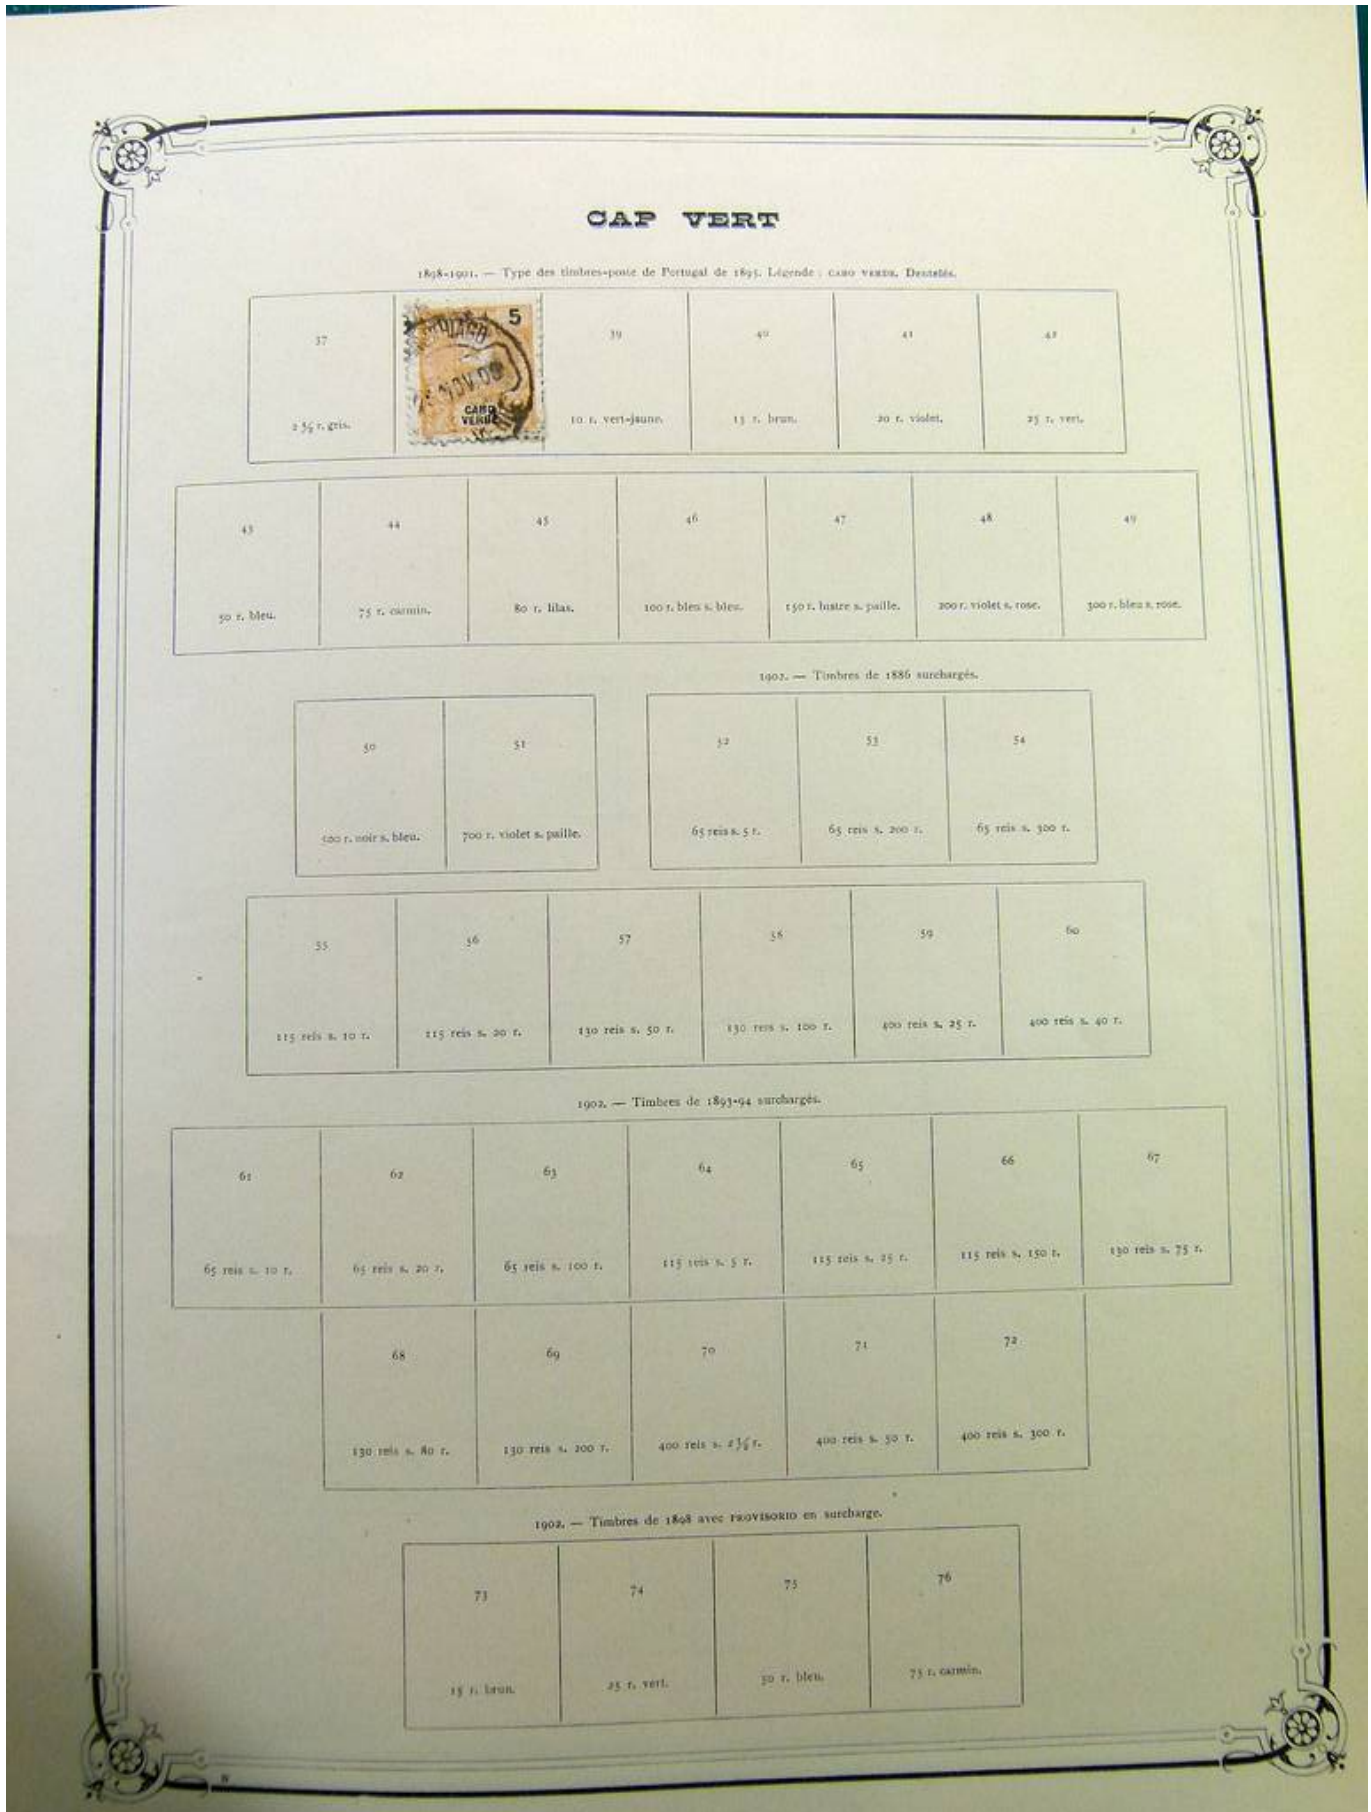 CAP VERT
1898-1901. — Type des timbres-poste de Portugal de 1895. Légende : CABO VERDE. Dentelés.
37 5 39 40 41 42
NOV
CABO
VERDE
2 ½ r. gris. 10 r. vert-jaune. 15 r. brun. 20 r. violet. 25 r. vert.
43 44 45 46 47 48 49
50 r. bleu. 75 r. carmin. 80 r. lilas. 100 r. bleu s. bleu. 150 r. bistre s. paille. 200 r. violet s. rose. 300 r. bleu s. rose.
1902. — Timbres de 1886 surchargés.
50 51 52 53 54
500 r. noir s. bleu. 700 r. violet s. paille. 65 reis s. 5 r. 65 reis s. 200 r. 65 reis s. 300 r.
55 56 57 58 59 60
115 reis s. 10 r. 115 reis s. 20 r. 130 reis s. 50 r. 130 reis s. 100 r. 400 reis s. 25 r. 400 reis s. 40 r.
1902. — Timbres de 1893-94 surchargés.
61 62 63 64 65 66 67
65 reis s. 10 r. 65 reis s. 20 r. 65 reis s. 100 r. 115 reis s. 5 r. 115 reis s. 25 r. 115 reis s. 150 r. 130 reis s. 75 r.
68 69 70 71 72
130 reis s. 80 r. 130 reis s. 200 r. 400 reis s. 2 ½ r. 400 reis s. 50 r. 400 reis s. 300 r.
1902. — Timbres de 1898 avec PROVISORIO en surcharge.
73 74 75 76
15 r. brun. 25 r. vert. 50 r. bleu. 75 r. carmin.